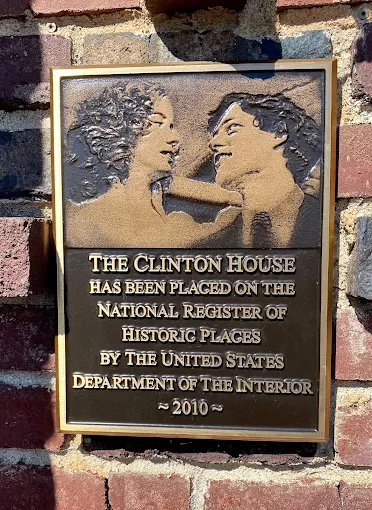 THE CLINTON HOUSE
HAS BEEN PLACED ON THE
NATIONAL REGISTER OF
HISTORIC PLACES
BY THE UNITED STATES
DEPARTMENT OF THE INTERIOR
~ 2010 ~